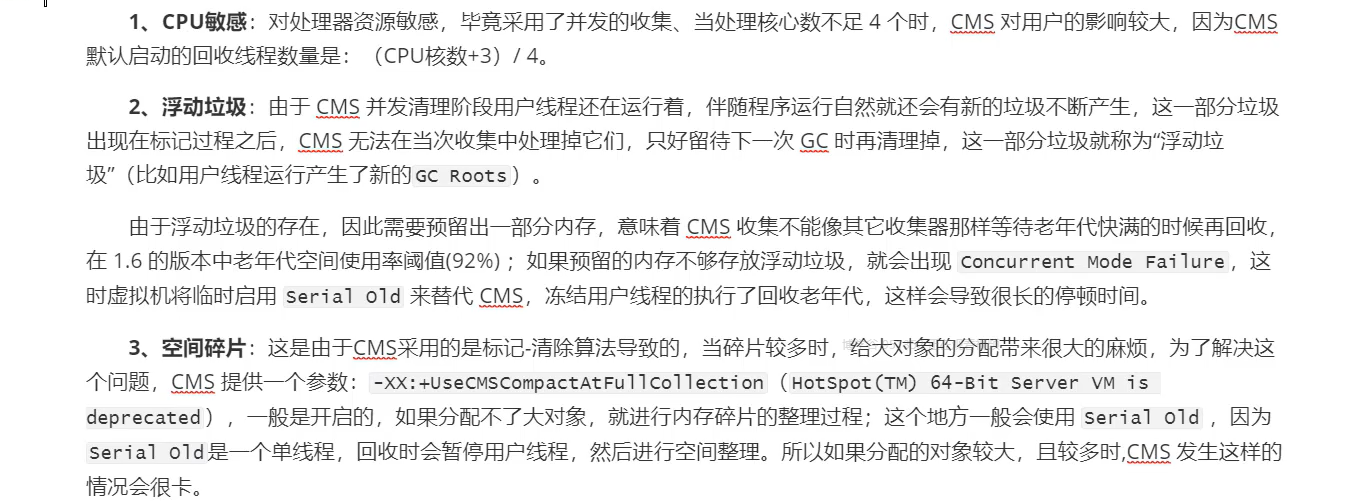 1、CPU敏感：对处理器资源敏感，毕竟采用了并发的收集、当处理核心数不足 4 个时，CMS 对用户的影响较大，因为CMS
默认启动的回收线程数量是：（CPU核数+3）/ 4。
2、浮动垃圾：由于 CMS 并发清理阶段用户线程还在运行着，伴随程序运行自然就还会有新的垃圾不断产生，这一部分垃圾
出现在标记过程之后，CMS 无法在当次收集中处理掉它们，只好留待下一次 GC 时再清理掉，这一部分垃圾就称为“浮动垃
圾”（比如用户线程运行产生了新的GC Roots）。
由于浮动垃圾的存在，因此需要预留出一部分内存，意味着 CMS 收集不能像其它收集器那样等待老年代快满的时候再回收，
在 1.6 的版本中老年代空间使用率阈值(92%) ；如果预留的内存不够存放浮动垃圾，就会出现 Concurrent Mode Failure，这
时虚拟机将临时启用 Serial Old 来替代 CMS，冻结用户线程的执行了回收老年代，这样会导致很长的停顿时间。
3、空间碎片：这是由于CMS采用的是标记-清除算法导致的，当碎片较多时，给大对象的分配带来很大的麻烦，为了解决这
个问题，CMS 提供一个参数：-XX:+UseCMSCompactAtFullCollection（HotSpot(TM) 64-Bit Server VM is
deprecated），一般是开启的，如果分配不了大对象，就进行内存碎片的整理过程；这个地方一般会使用 Serial Old ，因为
Serial Old是一个单线程，回收时会暂停用户线程，然后进行空间整理。所以如果分配的对象较大，且较多时,CMS 发生这样的
情况会很卡。